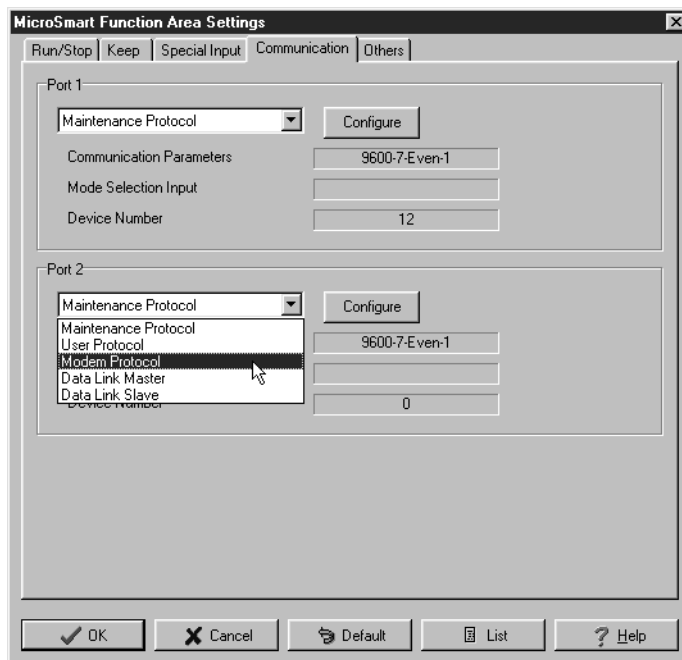 MicroSmart Function Area Settings
Run/Stop Keep Special Input Communication Others
Port 1
Maintenance Protocol Configure
Communication Parameters 9600-7-Even-1
Mode Selection Input
Device Number 12
Port 2
Maintenance Protocol Configure
Maintenance Protocol
User Protocol 9600-7-Even-1
Modem Protocol
Data Link Master
Data Link Slave
Device Number 0
OK Cancel Default List Help